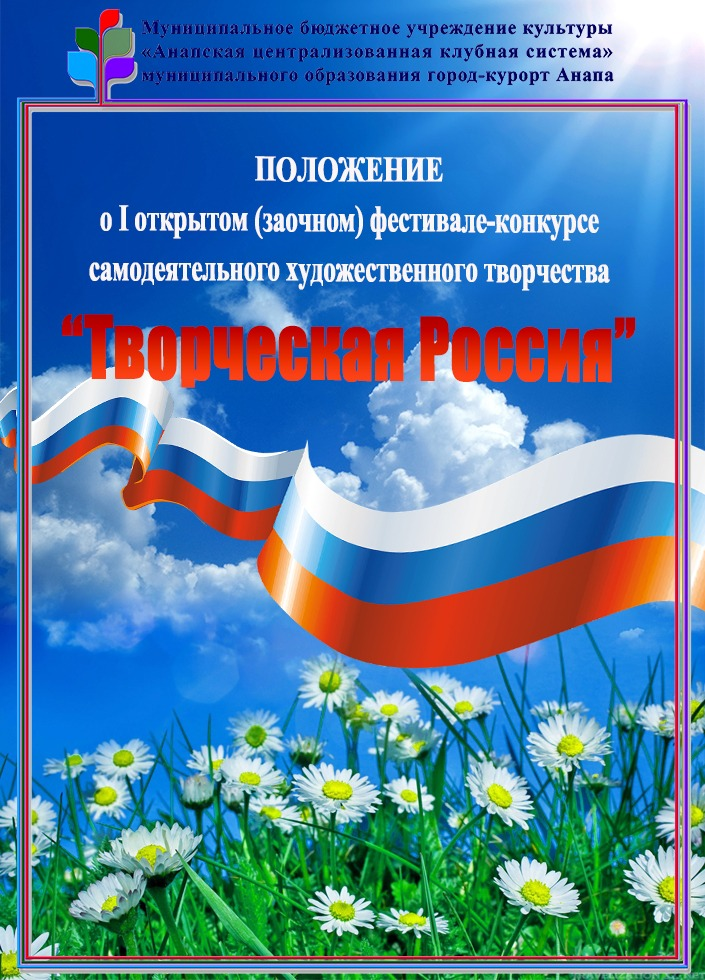 Муниципальное бюджетное учреждение культуры
«Анапская централизованная клубная система»
муниципального образования город-курорт Анапа
ПОЛОЖЕНИЕ
о I открытом (заочном) фестивале-конкурсе
самодеятельного художественного творчества
“Творческая Россия”